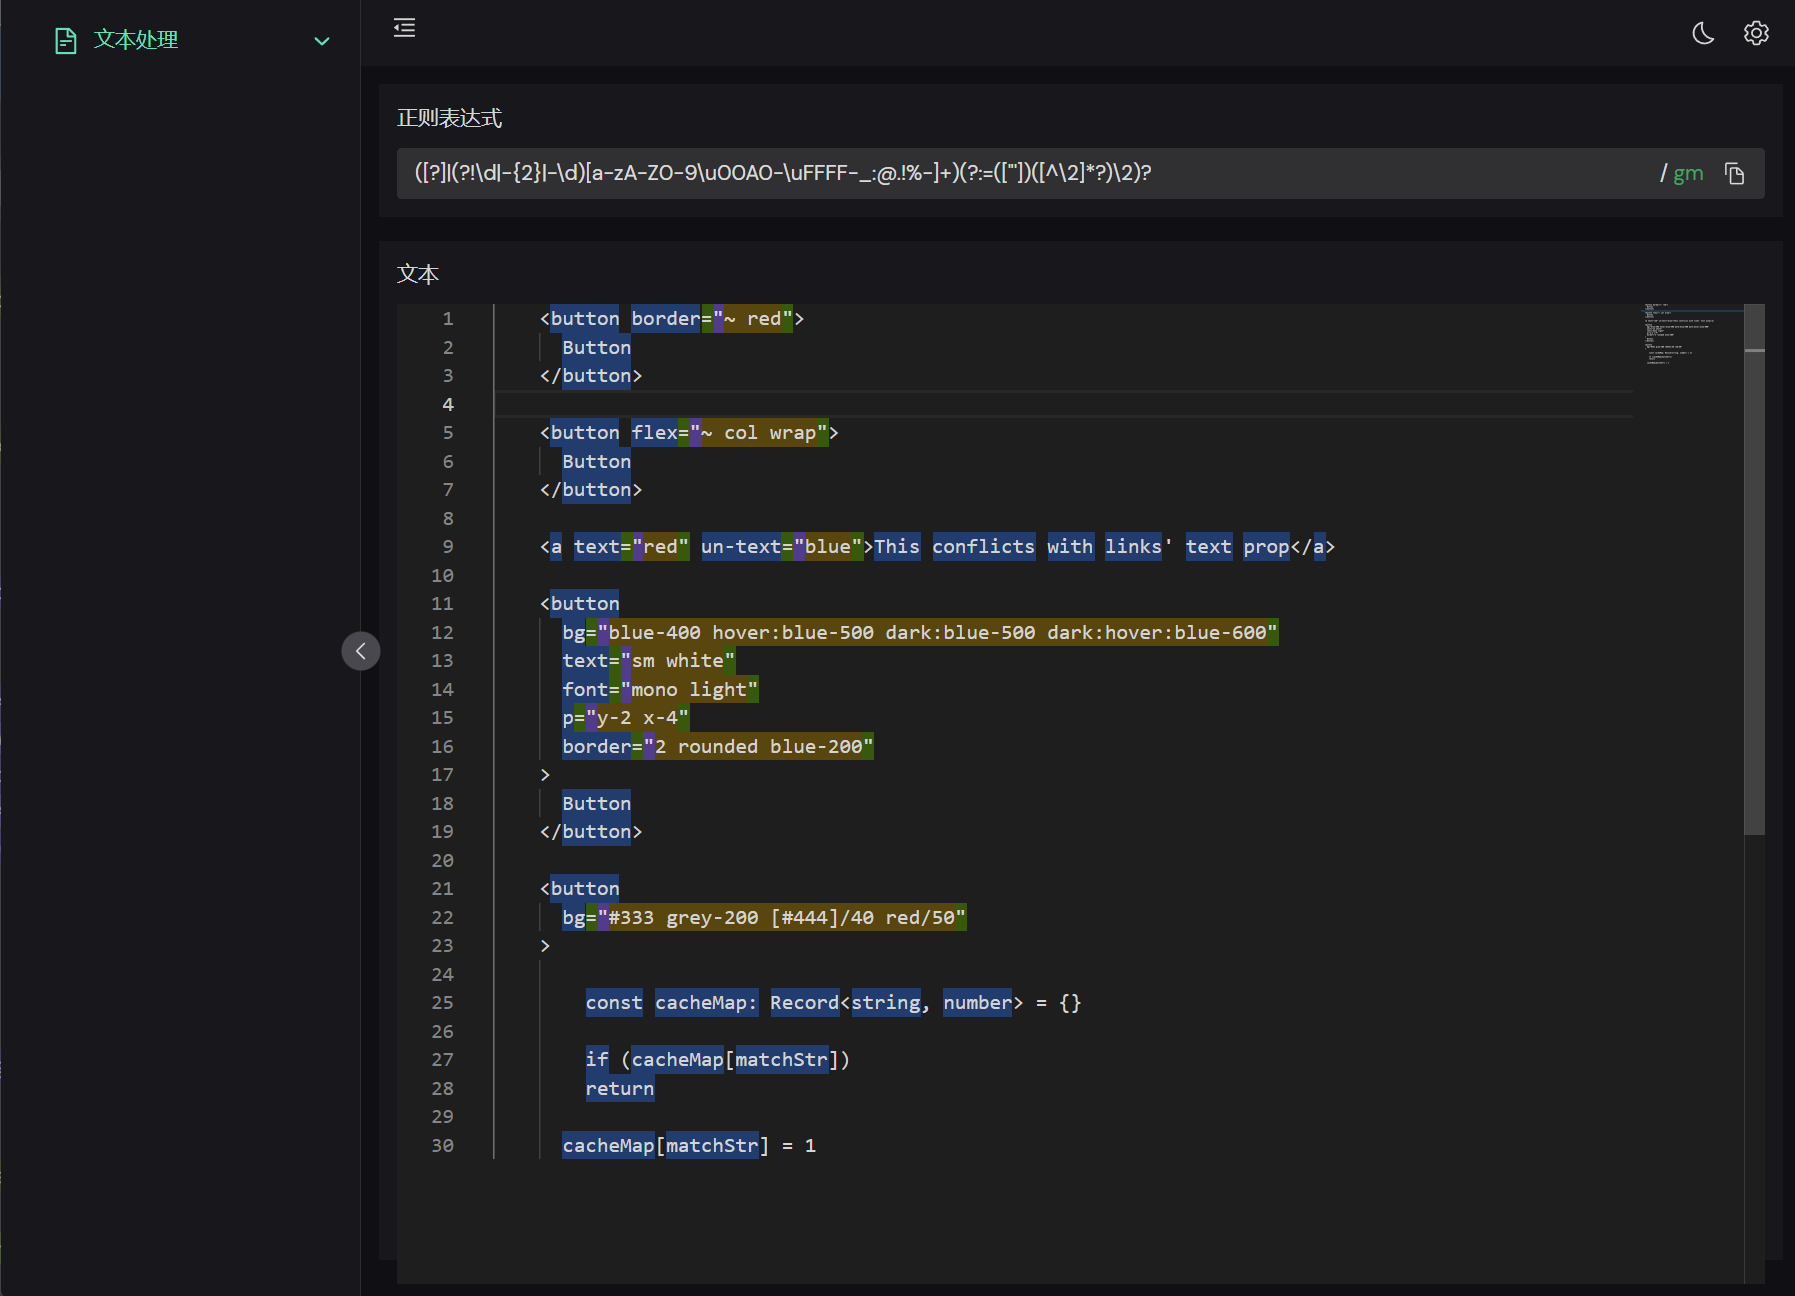 文本处理
正则表达式
([?]|(?!\d|-{2}|-\d)[a-zA-Z0-9\u00A0-\uFFFF-_:@.!%-]+)(?:=(["'])([^\2]*?)\2)?
/ gm
文本
1 <button border="~ red">
2 Button
3 </button>
4
5 <button flex="~ col wrap">
6 Button
7 </button>
8
9 <a text="red" un-text="blue">This conflicts with links' text prop</a>
10
11 <button
12 bg="blue-400 hover:blue-500 dark:blue-500 dark:hover:blue-600"
13 text="sm white"
14 font="mono light"
15 p="y-2 x-4"
16 border="2 rounded blue-200"
17 >
18 Button
19 </button>
20
21 <button
22 bg="#333 grey-200 [#444]/40 red/50"
23 >
24
25 const cacheMap: Record<string, number> = {}
26
27 if (cacheMap[matchStr])
28 return
29
30 cacheMap[matchStr] = 1